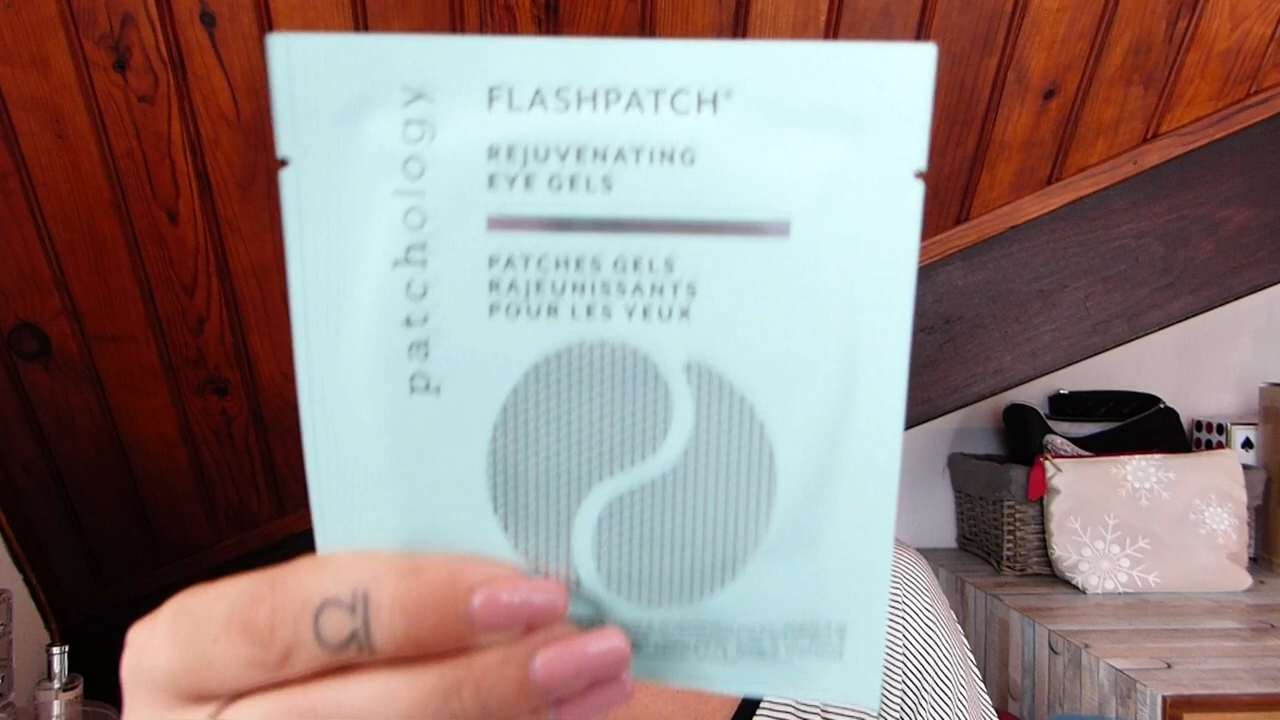 patchology
FLASHPATCH®
REJUVENATING
EYE GELS
PATCHES GELS
RAJEUNISSANTS
POUR LES YEUX